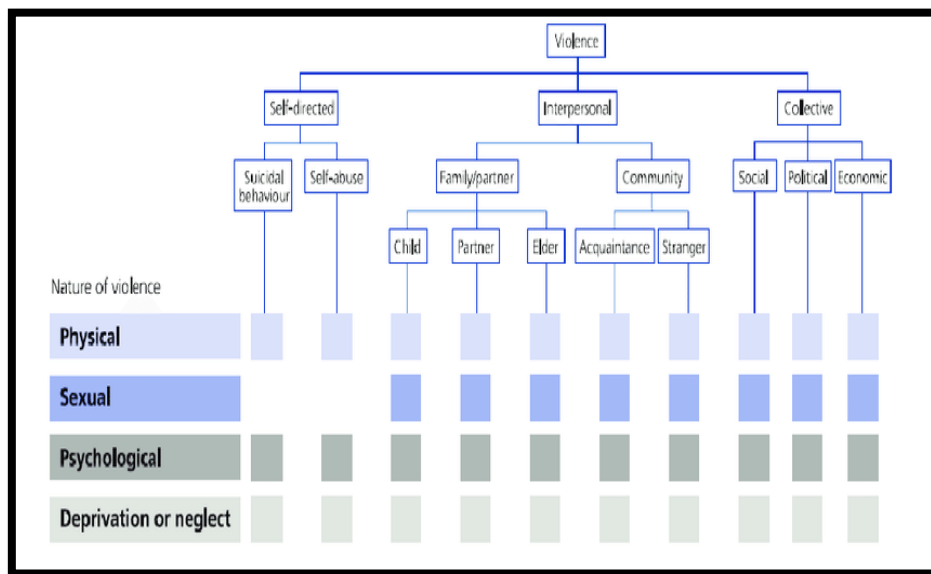 Violence
Self-directed Interpersonal Collective
Suicidal
behaviour
Self-abuse Family/partner Community Social Political Economic
Child Partner Elder Acquaintance Stranger
Nature of violence
Physical
Sexual
Psychological
Deprivation or neglect